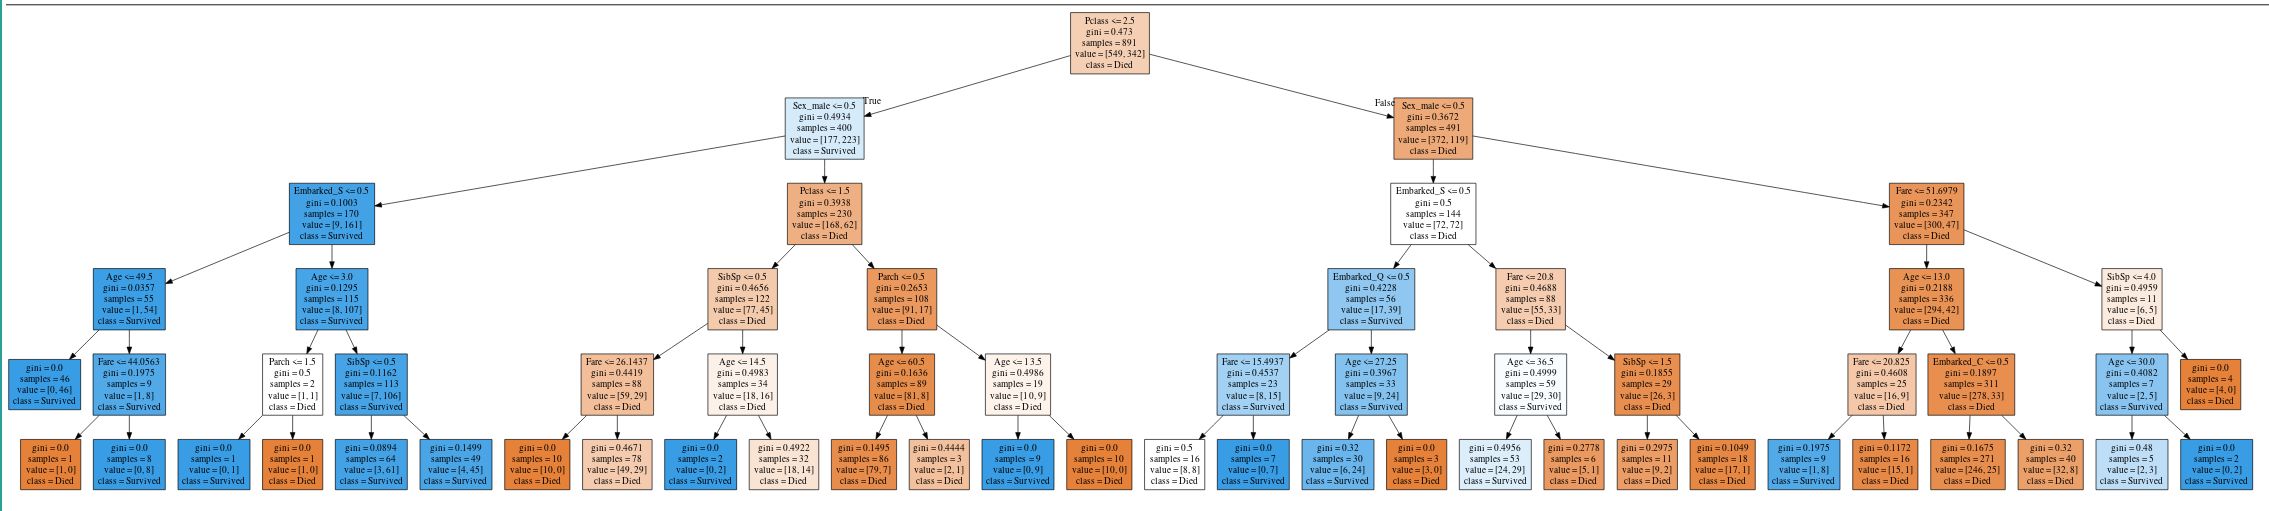 Pclass <= 2.5
gini = 0.473
samples = 891
value = [549, 342]
class = Died
True
False
Sex_male <= 0.5
gini = 0.4934
samples = 400
value = [177, 223]
class = Survived
Sex_male <= 0.5
gini = 0.3672
samples = 491
value = [372, 119]
class = Died
Embarked_S <= 0.5
gini = 0.1003
samples = 170
value = [9, 161]
class = Survived
Pclass <= 1.5
gini = 0.3938
samples = 230
value = [168, 62]
class = Died
Embarked_S <= 0.5
gini = 0.5
samples = 144
value = [72, 72]
class = Died
Fare <= 51.6979
gini = 0.2342
samples = 347
value = [300, 47]
class = Died
Age <= 49.5
gini = 0.0357
samples = 55
value = [1, 54]
class = Survived
Age <= 3.0
gini = 0.1295
samples = 115
value = [8, 107]
class = Survived
SibSp <= 0.5
gini = 0.4656
samples = 122
value = [77, 45]
class = Died
Parch <= 0.5
gini = 0.2653
samples = 108
value = [91, 17]
class = Died
Embarked_Q <= 0.5
gini = 0.4228
samples = 56
value = [17, 39]
class = Survived
Fare <= 20.8
gini = 0.4688
samples = 88
value = [55, 33]
class = Died
Age <= 13.0
gini = 0.2188
samples = 336
value = [294, 42]
class = Died
SibSp <= 4.0
gini = 0.4959
samples = 11
value = [6, 5]
class = Died
gini = 0.0
samples = 46
value = [0, 46]
class = Survived
Fare <= 44.0563
gini = 0.1975
samples = 9
value = [1, 8]
class = Survived
Parch <= 1.5
gini = 0.5
samples = 2
value = [1, 1]
class = Died
SibSp <= 0.5
gini = 0.1162
samples = 113
value = [7, 106]
class = Survived
Fare <= 26.1437
gini = 0.4419
samples = 88
value = [59, 29]
class = Died
Age <= 14.5
gini = 0.4983
samples = 34
value = [18, 16]
class = Died
Age <= 60.5
gini = 0.1636
samples = 89
value = [81, 8]
class = Died
Age <= 13.5
gini = 0.4986
samples = 19
value = [10, 9]
class = Died
Fare <= 15.4937
gini = 0.4537
samples = 23
value = [8, 15]
class = Survived
Age <= 27.25
gini = 0.3967
samples = 33
value = [9, 24]
class = Survived
Age <= 36.5
gini = 0.4999
samples = 59
value = [29, 30]
class = Survived
SibSp <= 1.5
gini = 0.1855
samples = 29
value = [26, 3]
class = Died
Fare <= 20.825
gini = 0.4608
samples = 25
value = [16, 9]
class = Died
Embarked_C <= 0.5
gini = 0.1897
samples = 311
value = [278, 33]
class = Died
Age <= 30.0
gini = 0.4082
samples = 7
value = [2, 5]
class = Survived
gini = 0.0
samples = 4
value = [4, 0]
class = Died
gini = 0.0
samples = 1
value = [1, 0]
class = Died
gini = 0.0
samples = 8
value = [0, 8]
class = Survived
gini = 0.0
samples = 1
value = [0, 1]
class = Survived
gini = 0.0
samples = 1
value = [1, 0]
class = Died
gini = 0.0894
samples = 64
value = [3, 61]
class = Survived
gini = 0.1499
samples = 49
value = [4, 45]
class = Survived
gini = 0.0
samples = 10
value = [10, 0]
class = Died
gini = 0.4671
samples = 78
value = [49, 29]
class = Died
gini = 0.0
samples = 2
value = [0, 2]
class = Survived
gini = 0.4922
samples = 32
value = [18, 14]
class = Died
gini = 0.1495
samples = 86
value = [79, 7]
class = Died
gini = 0.4444
samples = 3
value = [2, 1]
class = Died
gini = 0.0
samples = 9
value = [0, 9]
class = Survived
gini = 0.0
samples = 10
value = [10, 0]
class = Died
gini = 0.5
samples = 16
value = [8, 8]
class = Died
gini = 0.0
samples = 7
value = [0, 7]
class = Survived
gini = 0.32
samples = 30
value = [6, 24]
class = Survived
gini = 0.0
samples = 3
value = [3, 0]
class = Died
gini = 0.4956
samples = 53
value = [24, 29]
class = Survived
gini = 0.2778
samples = 6
value = [5, 1]
class = Died
gini = 0.2975
samples = 11
value = [9, 2]
class = Died
gini = 0.1049
samples = 18
value = [17, 1]
class = Died
gini = 0.1975
samples = 9
value = [1, 8]
class = Survived
gini = 0.1172
samples = 16
value = [15, 1]
class = Died
gini = 0.1675
samples = 271
value = [246, 25]
class = Died
gini = 0.32
samples = 40
value = [32, 8]
class = Died
gini = 0.48
samples = 5
value = [2, 3]
class = Survived
gini = 0.0
samples = 2
value = [0, 2]
class = Survived